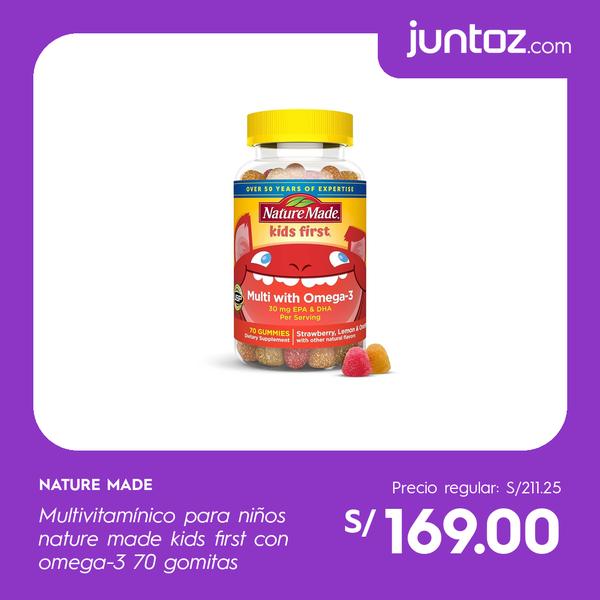 juntoz.com
OVER 50 YEARS OF EXPERTISE
Nature Made
kids first
Multi with Omega-3
30 mg EPA & DHA
Per Serving
70 GUMMIES
Dietary Supplement
Strawberry, Lemon &
with other natural flavors
NATURE MADE
Multivitamínico para niños
nature made kids first con
omega-3 70 gomitas
Precio regular: S/211.25
S/ 169.00